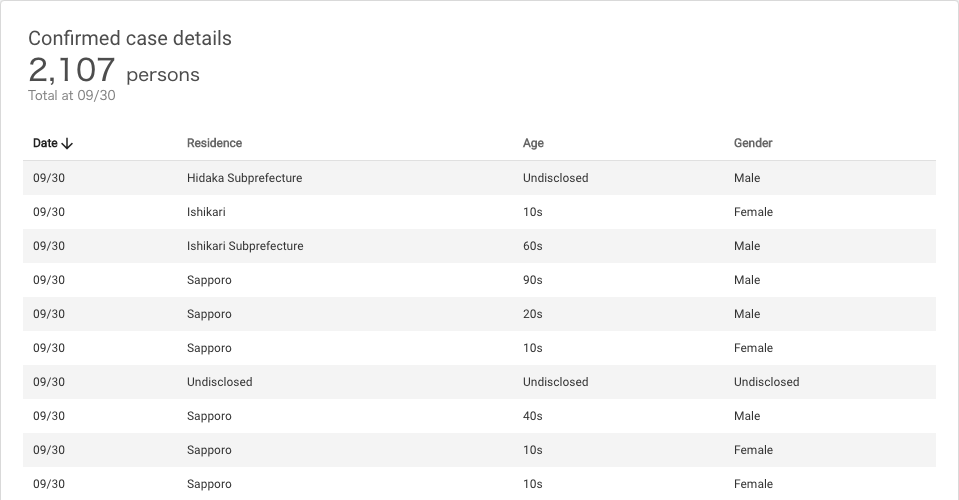 Confirmed case details
2,107 persons
Total at 09/30
Date Residence Age Gender
09/30 Hidaka Subprefecture Undisclosed Male
09/30 Ishikari 10s Female
09/30 Ishikari Subprefecture 60s Male
09/30 Sapporo 90s Male
09/30 Sapporo 20s Male
09/30 Sapporo 10s Female
09/30 Undisclosed Undisclosed Undisclosed
09/30 Sapporo 40s Male
09/30 Sapporo 10s Female
09/30 Sapporo 10s Female